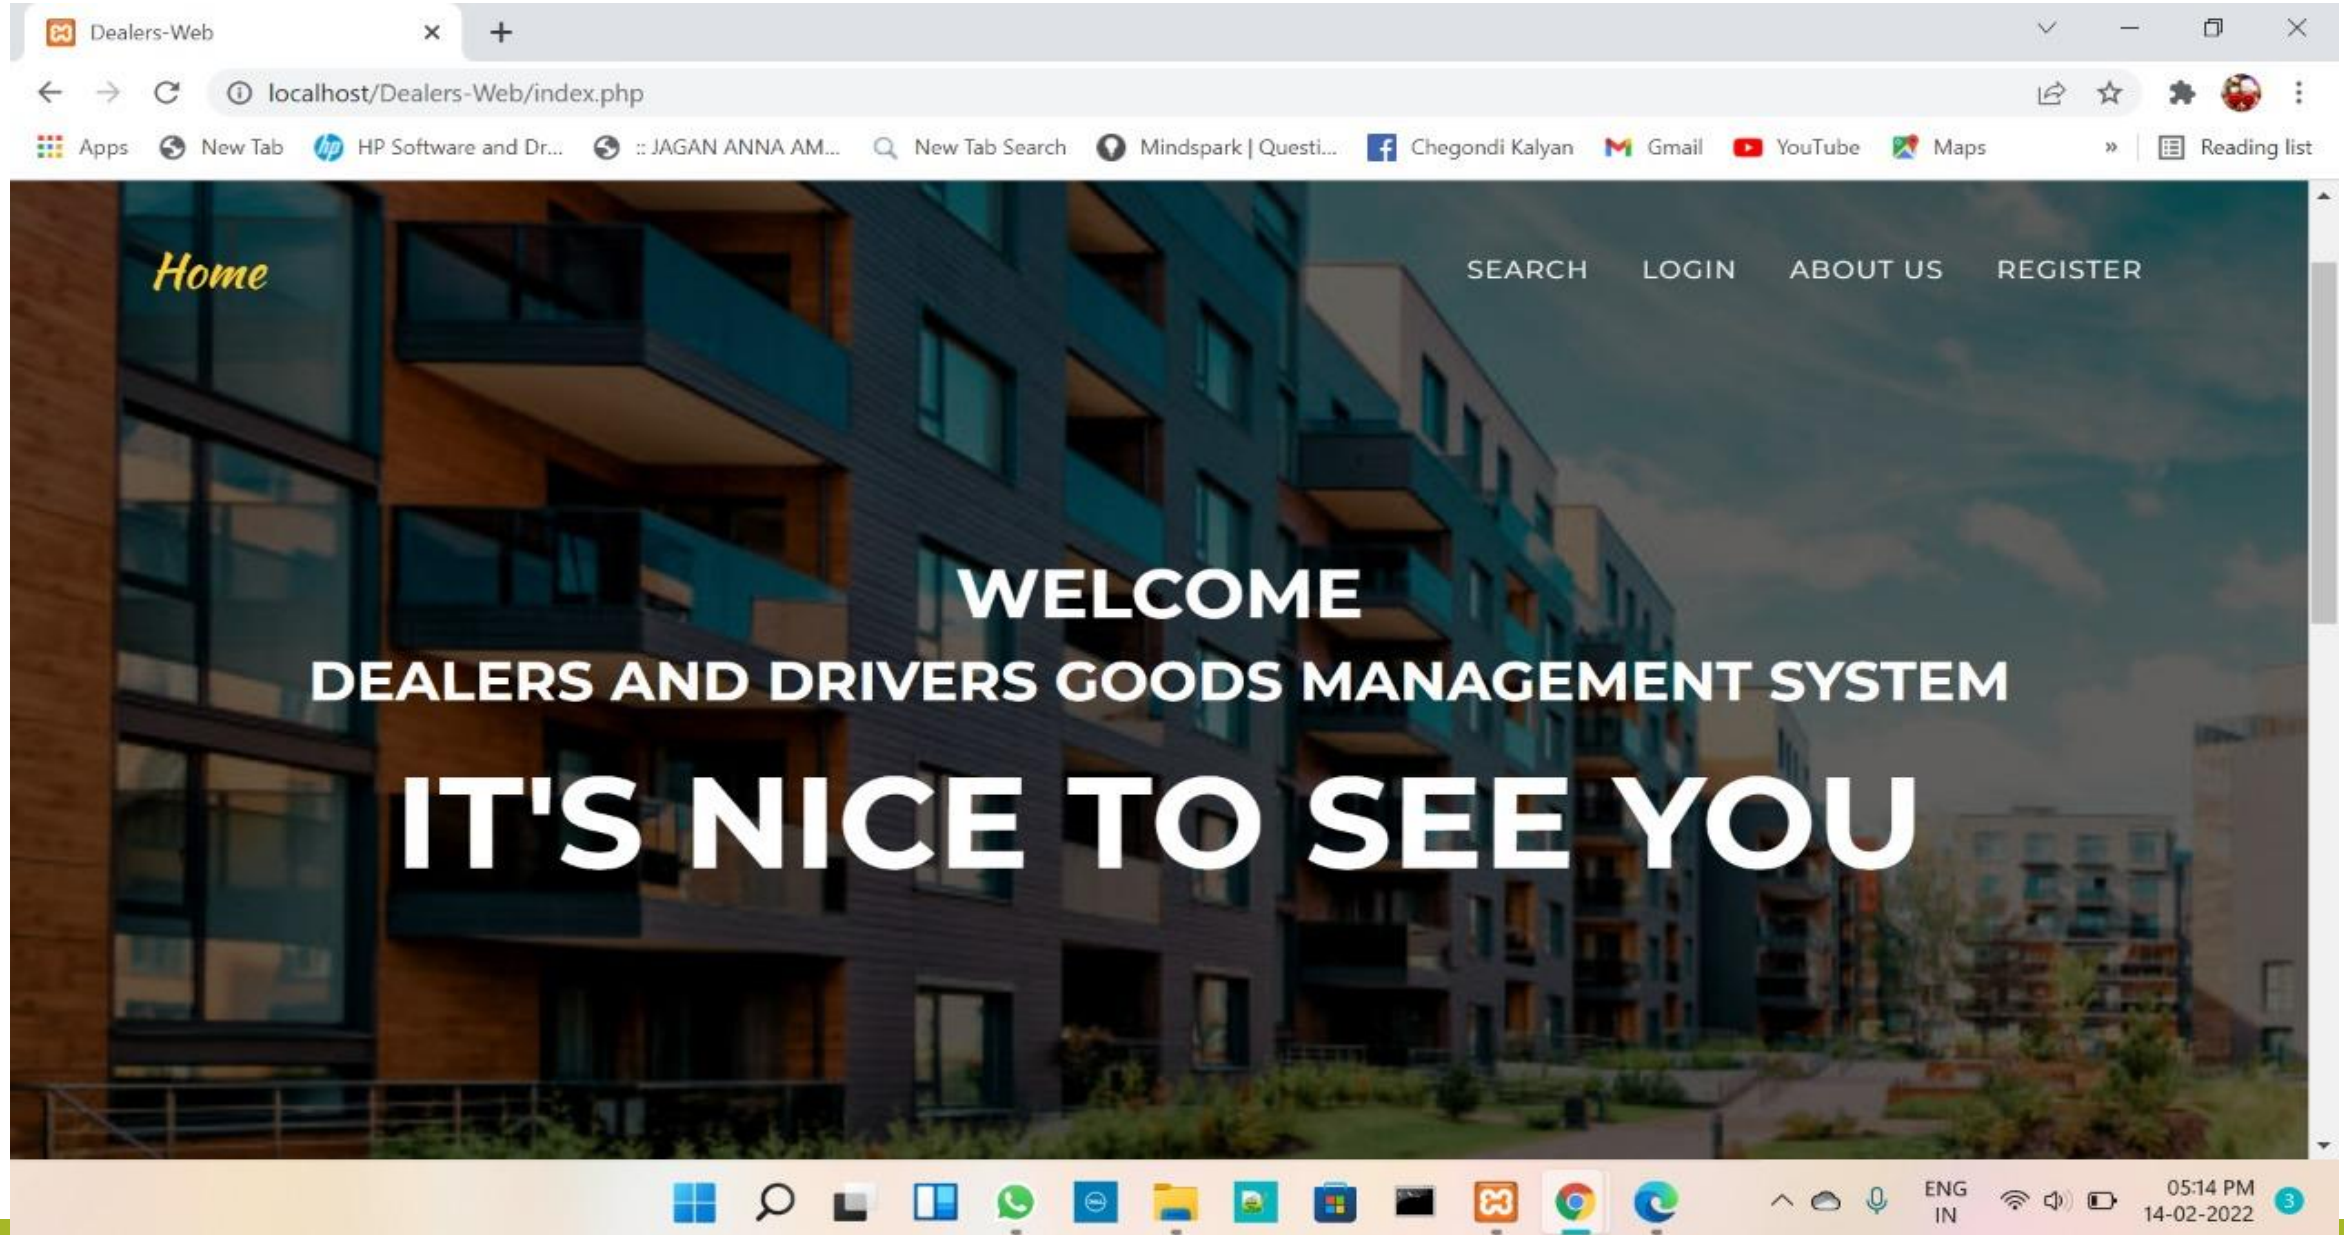 Dealers-Web
localhost/Dealers-Web/index.php
Apps New Tab HP Software and Dr... :: JAGAN ANNA AM... New Tab Search Mindspark | Questi... Chegondi Kalyan Gmail YouTube Maps » Reading list
Home SEARCH LOGIN ABOUT US REGISTER
WELCOME
DEALERS AND DRIVERS GOODS MANAGEMENT SYSTEM
IT'S NICE TO SEE YOU
ENG 05:14 PM
IN 14-02-2022 3